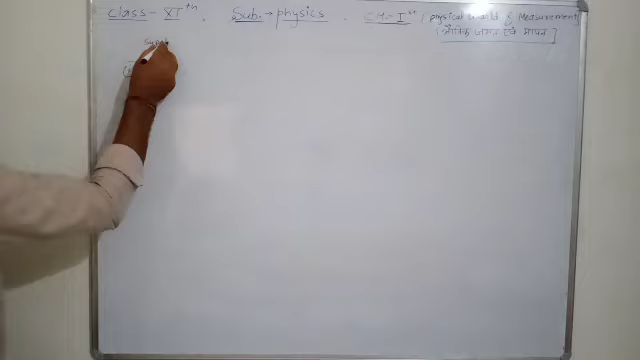 Class - XI th . Sub. → physics . CH.- I st ( physical world & Measurement)
[भौतिक जगत एवं मापन]